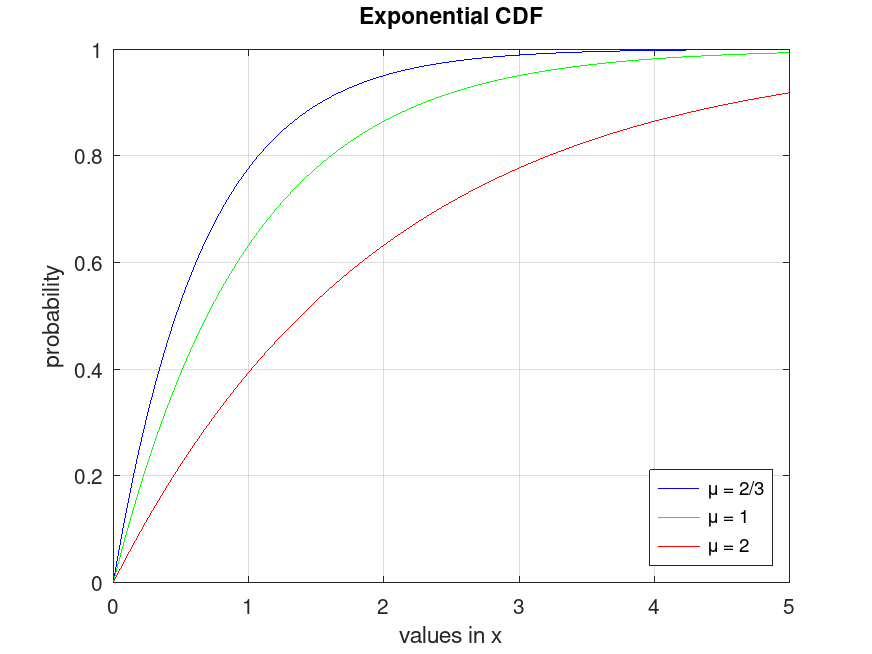 Exponential CDF
1
0.8
0.6
0.4
0.2
0
probability
0 1 2 3 4 5
values in x
μ = 2/3
μ = 1
μ = 2